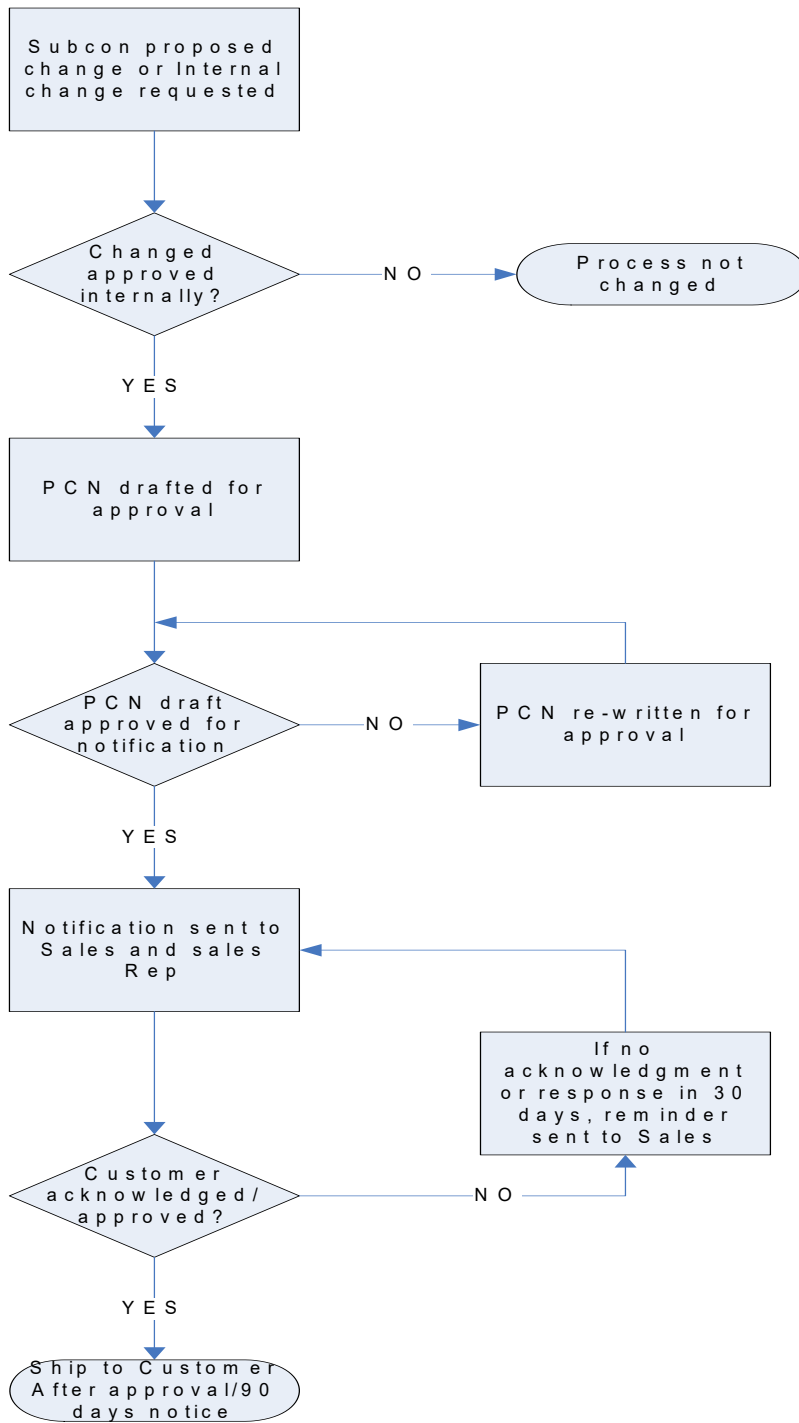 Subcon proposed
change or Internal
change requested
Changed
approved
internally?
NO
Process not
changed
YES
PCN drafted for
approval
PCN draft
approved for
notification
NO
PCN re-written for
approval
YES
Notification sent to
Sales and sales
Rep
If no
acknowledgment
or response in 30
days, reminder
sent to Sales
Customer
acknowledged/
approved?
NO
YES
Ship to Customer
After approval/90
days notice